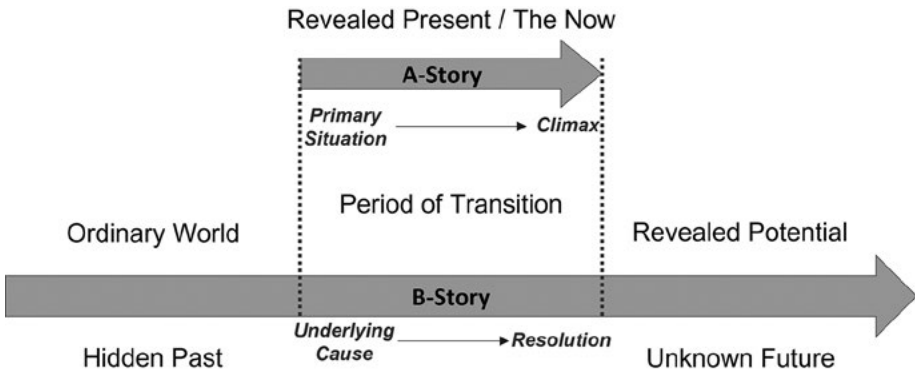 Revealed Present / The Now
A-Story
Primary
Situation
Climax
Period of Transition
Ordinary World
Revealed Potential
B-Story
Underlying
Cause
Resolution
Hidden Past
Unknown Future